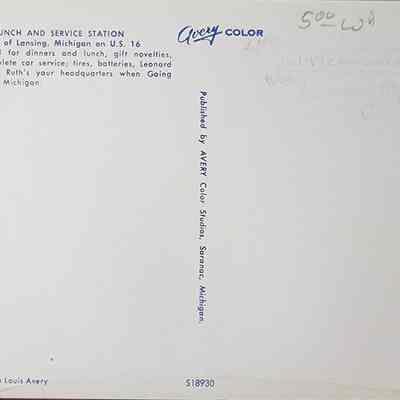 UNCH AND SERVICE STATION
of Lansing, Michigan on U.S. 16
for dinners and lunch, gift novelties,
lete car service; tires, batteries, Leonard
Ruth's your headquarters when Going
Michigan.
Avery COLOR
5.00
Published by AVERY Color Studios, Saranac, Michigan.
Louis Avery
S18930